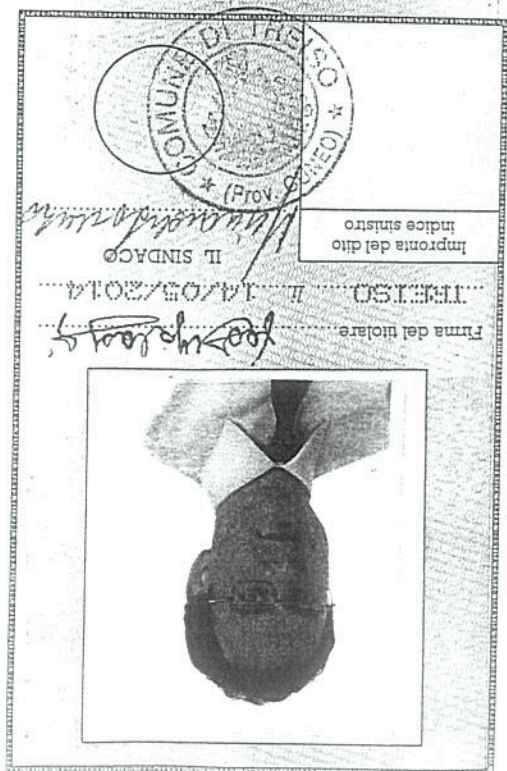 Firma del titolare
TREISO li 14/05/2014
IL SINDACO
Impronta del dito
indice sinistro
COMUNE DI TREISO
★ (Prov. CUNEO) ★